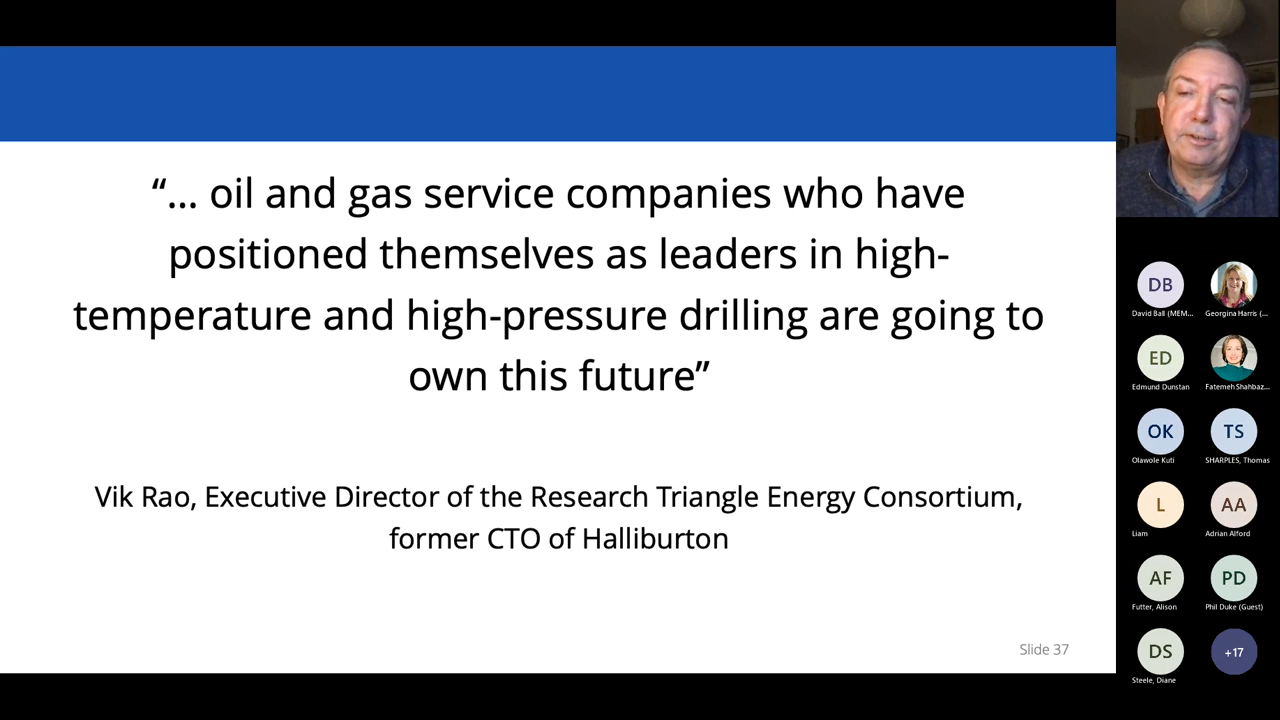 “... oil and gas service companies who have
positioned themselves as leaders in high-
temperature and high-pressure drilling are going to
own this future”
Vik Rao, Executive Director of the Research Triangle Energy Consortium,
former CTO of Halliburton
Slide 37
DB
David Ball (MEM...
Georgina Harris (...
ED
Edmund Dunstan
Fatemeh Shahbaz...
OK
Olawole Kuti
TS
SHARPLES, Thomas
L
Liam
AA
Adrian Alford
AF
Futter, Alison
PD
Phil Duke (Guest)
DS
Steele, Diane
+17